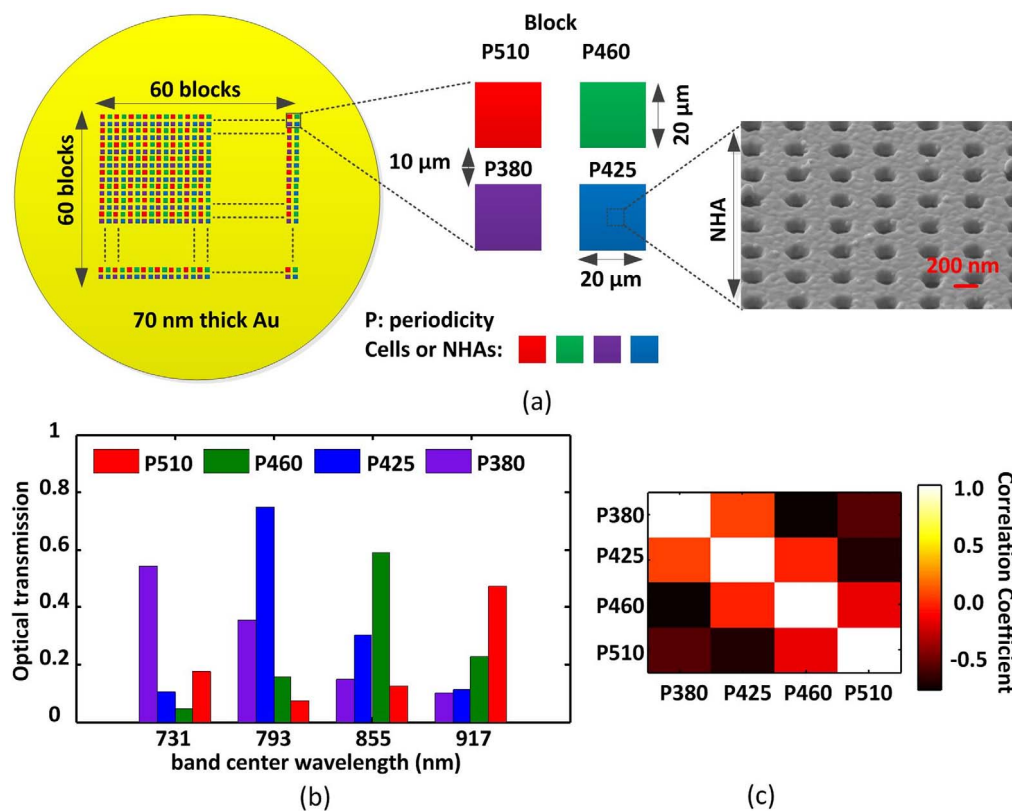 Block
P510 P460
60 blocks
60 blocks
20 µm
10 µm
P380 P425
NHA
200 nm
20 µm
70 nm thick Au
P: periodicity
Cells or NHAs:
(a)
1
0.8
0.6
0.4
0.2
0
Optical transmission
P510 P460 P425 P380
731 793 855 917
band center wavelength (nm)
(b)
P380
P425
P460
P510
P380 P425 P460 P510
1.0
0.5
0.0
-0.5
Correlation Coefficient
(c)